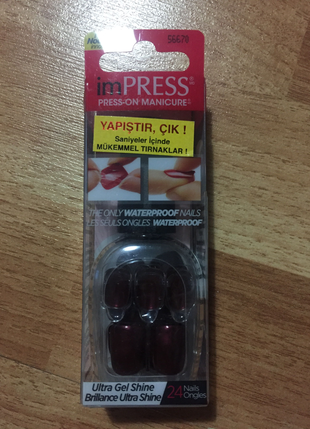 56678
imPRESS
PRESS-ON MANICURE
YAPIŞTIR, ÇIK !
Saniyeler İçinde
MÜKEMMEL TIRNAKLAR !
THE ONLY WATERPROOF NAILS
LES SEULS ONGLES WATERPROOF
Ultra Gel Shine
Brillance Ultra Shine
24 Nails
Ongles